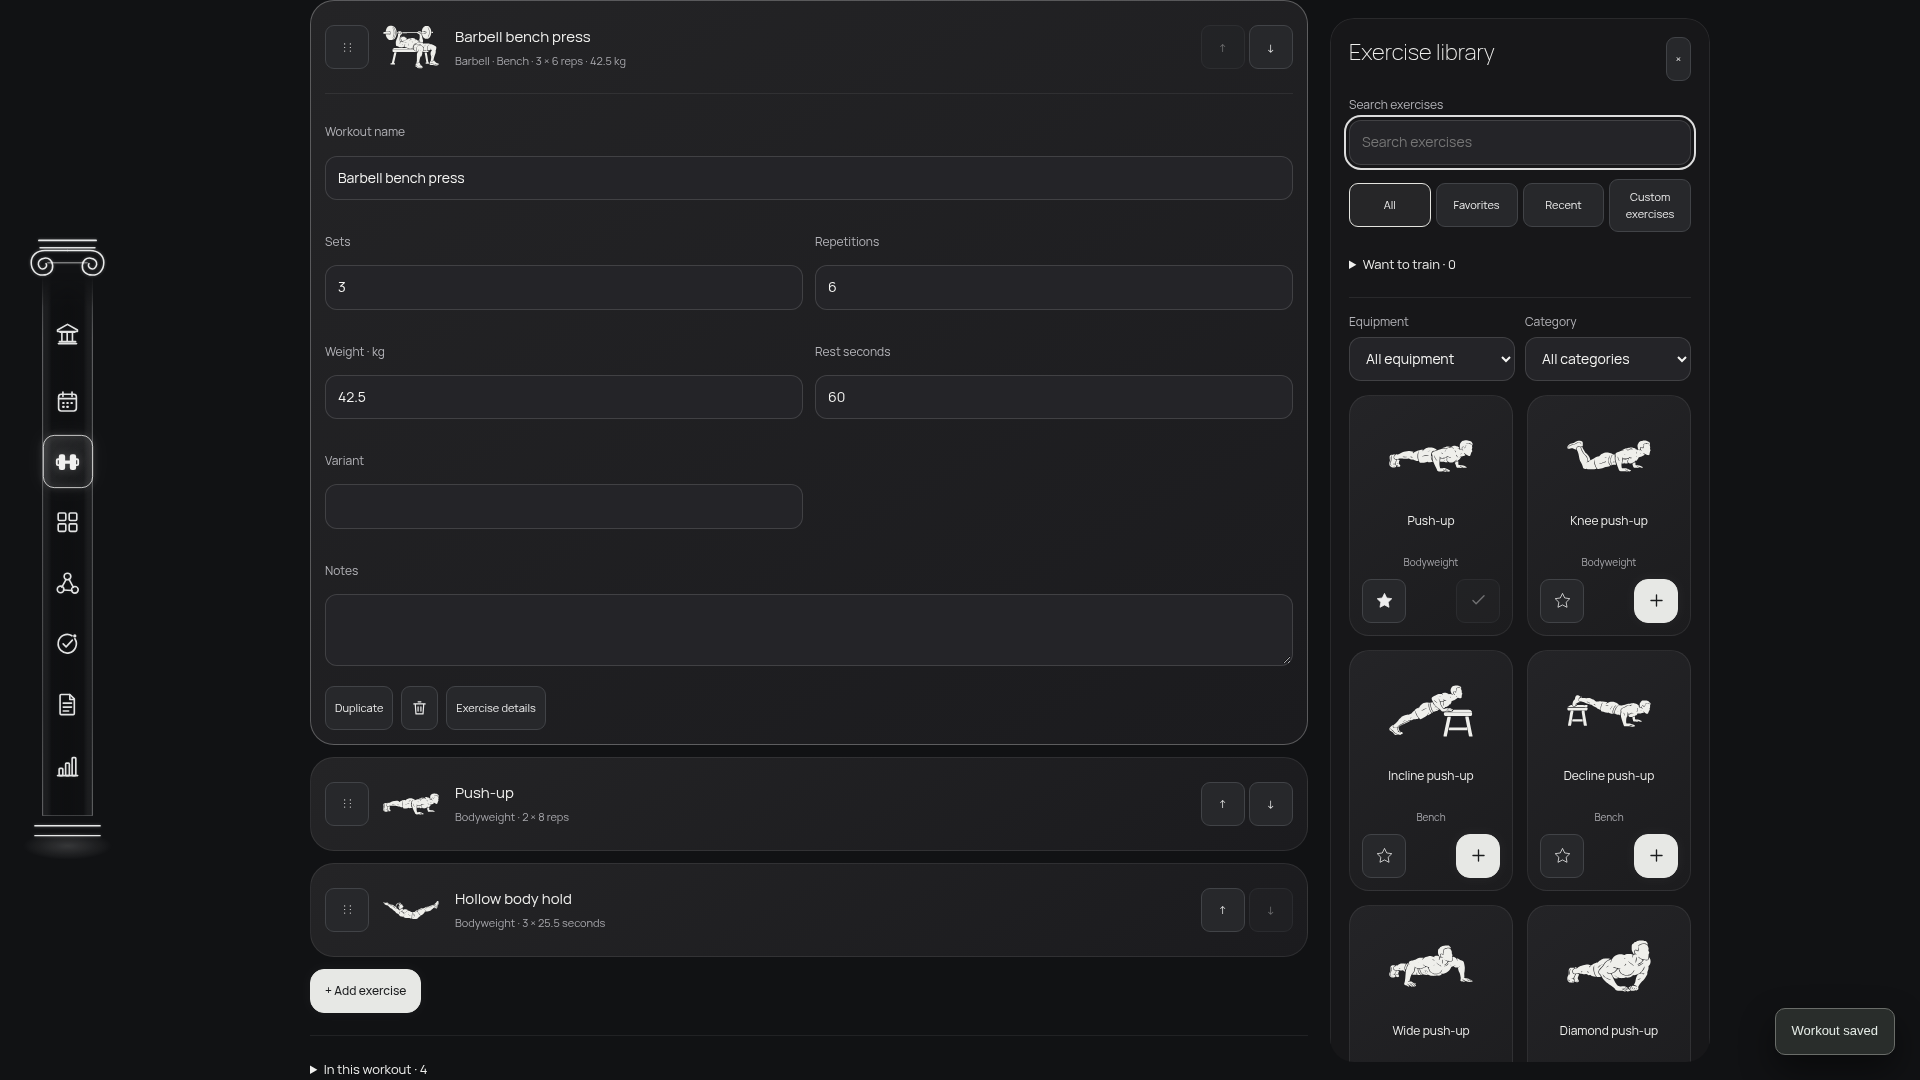 Barbell bench press
Barbell · Bench · 3 × 6 reps · 42.5 kg
↑
↓
Workout name
Barbell bench press
Sets
Repetitions
3
6
Weight · kg
Rest seconds
42.5
60
Variant
Notes
Duplicate
Exercise details
Push-up
Bodyweight · 2 × 8 reps
↑
↓
Hollow body hold
Bodyweight · 3 × 25.5 seconds
↑
↓
+ Add exercise
In this workout · 4
Exercise library
×
Search exercises
Search exercises
All
Favorites
Recent
Custom
exercises
Want to train · 0
Equipment
Category
All equipment
All categories
Push-up
Knee push-up
Bodyweight
Bodyweight
Incline push-up
Decline push-up
Bench
Bench
Wide push-up
Diamond push-up
Workout saved